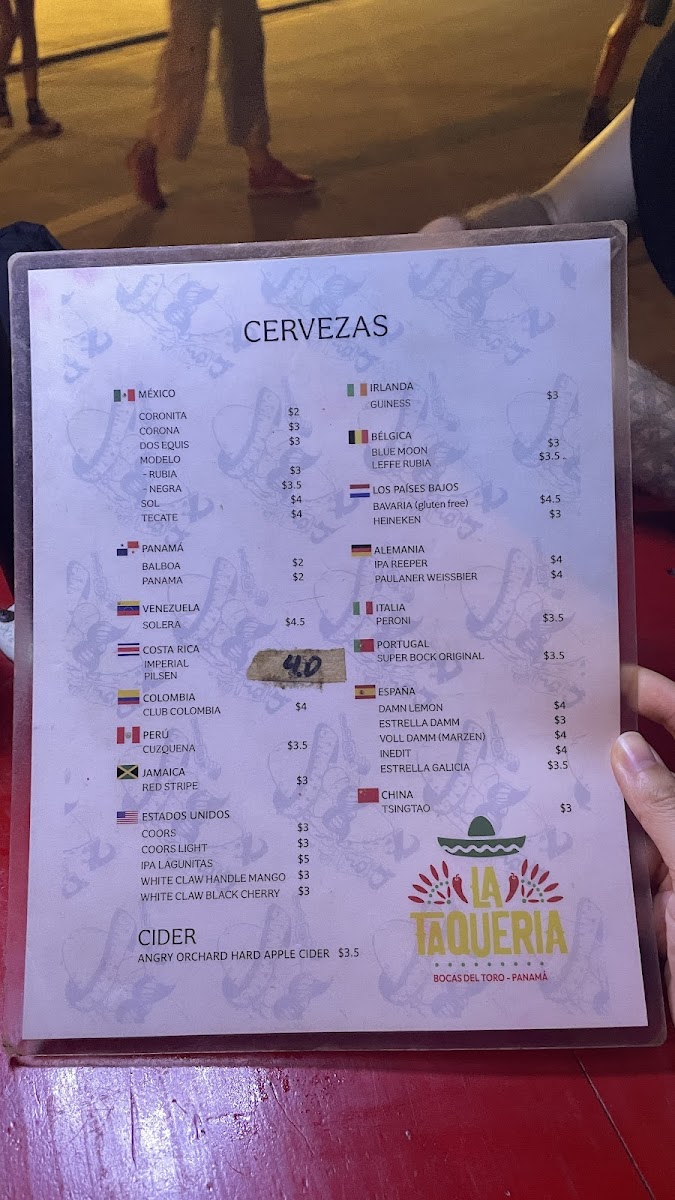 CERVEZAS
MÉXICO
CORONITA $2
CORONA $3
DOS EQUIS $3
MODELO
- RUBIA $3
- NEGRA $3.5
SOL $4
TECATE $4
PANAMÁ
BALBOA $2
PANAMA $2
VENEZUELA
SOLERA $4.5
COSTA RICA
IMPERIAL 4.0
PILSEN
COLOMBIA
CLUB COLOMBIA $4
PERÚ
CUZQUENA $3.5
JAMAICA
RED STRIPE $3
ESTADOS UNIDOS
COORS $3
COORS LIGHT $3
IPA LAGUNITAS $5
WHITE CLAW HANDLE MANGO $3
WHITE CLAW BLACK CHERRY $3
CIDER
ANGRY ORCHARD HARD APPLE CIDER $3.5
IRLANDA
GUINESS $3
BÉLGICA
BLUE MOON $3
LEFFE RUBIA $3.5
LOS PAÍSES BAJOS
BAVARIA (gluten free) $4.5
HEINEKEN $3
ALEMANIA
IPA REEPER $4
PAULANER WEISSBIER $4
ITALIA
PERONI $3.5
PORTUGAL
SUPER BOCK ORIGINAL $3.5
ESPAÑA
DAMN LEMON $4
ESTRELLA DAMM $3
VOLL DAMM (MARZEN) $4
INEDIT $4
ESTRELLA GALICIA $3.5
CHINA
TSINGTAO $3
LA
TAQUERIA
BOCAS DEL TORO - PANAMÁ